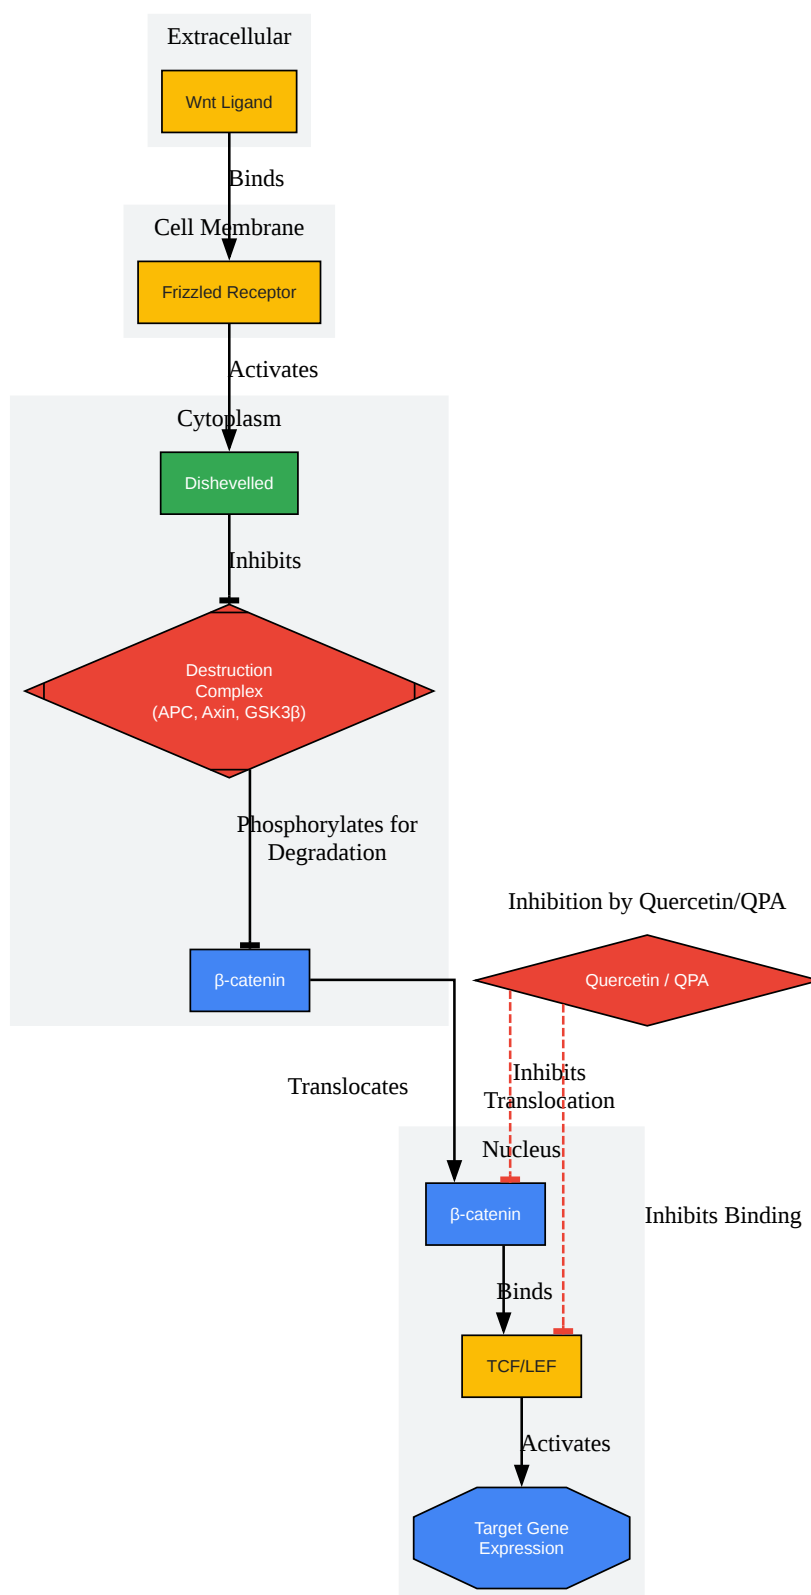 Extracellular
Wnt Ligand
Binds
Cell Membrane
Frizzled Receptor
Activates
Cytoplasm
Dishevelled
Inhibits
Destruction
Complex
(APC, Axin, GSK3β)
Phosphorylates for
Degradation
Inhibition by Quercetin/QPA
β-catenin
Quercetin / QPA
Translocates
Inhibits
Translocation
Nucleus
β-catenin
Inhibits Binding
Binds
TCF/LEF
Activates
Target Gene
Expression